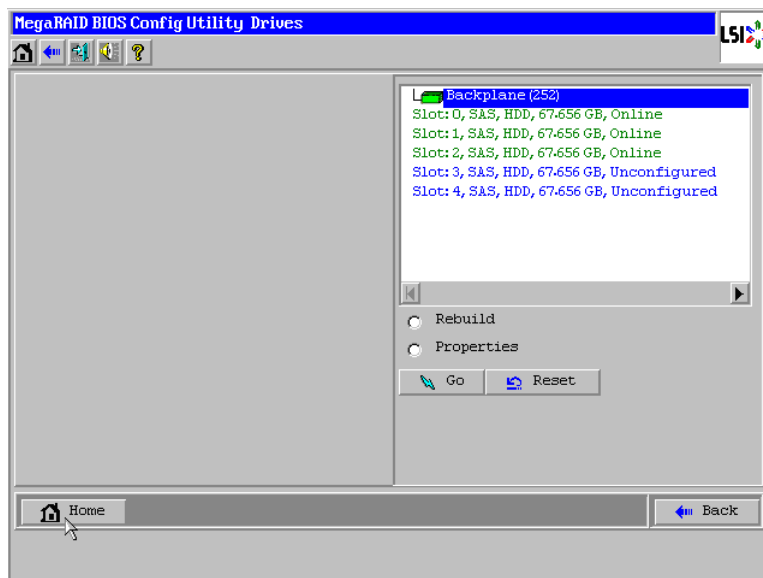 MegaRAID BIOS Config Utility Drives
LSI
Backplane (252)
Slot: 0, SAS, HDD, 67.656 GB, Online
Slot: 1, SAS, HDD, 67.656 GB, Online
Slot: 2, SAS, HDD, 67.656 GB, Online
Slot: 3, SAS, HDD, 67.656 GB, Unconfigured
Slot: 4, SAS, HDD, 67.656 GB, Unconfigured
Rebuild
Properties
Go Reset
Home Back